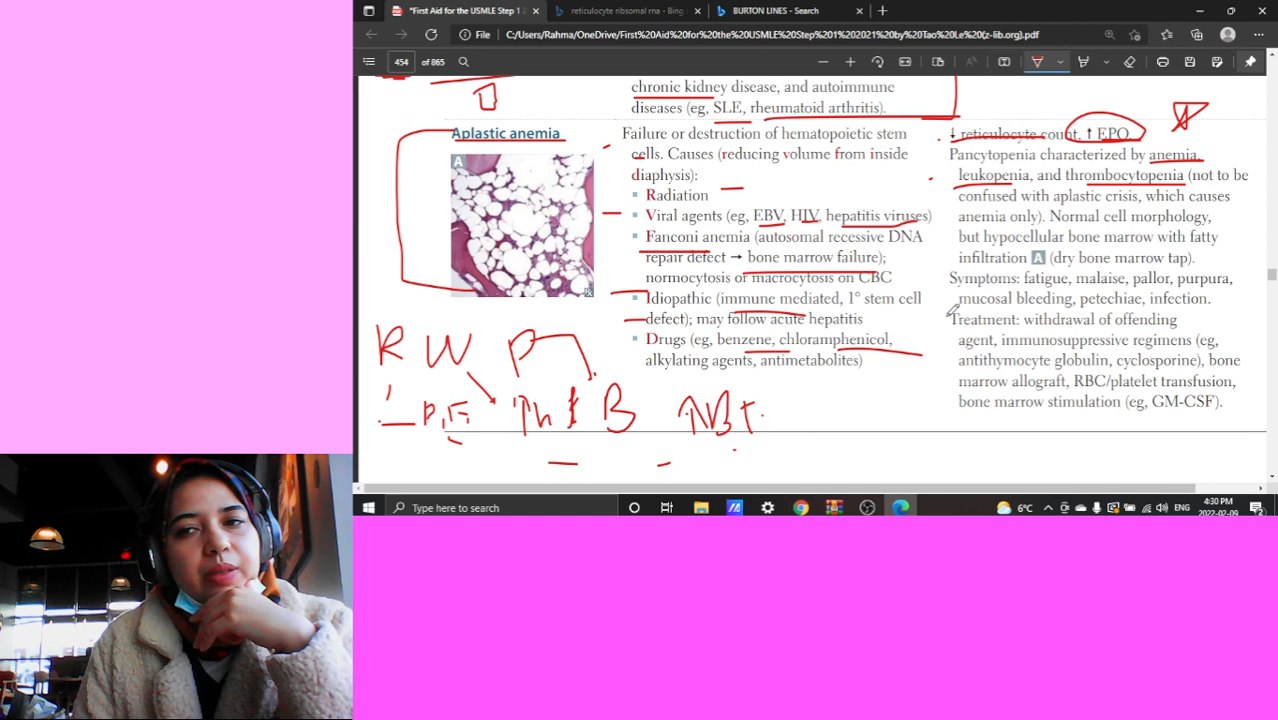 *First Aid for the USMLE Step 1 2
reticulocyte ribsomal rna - Bing
BURTON LINES - Search
File
C:/Users/Rahma/OneDrive/First%20Aid%20for%20the%20USMLE%20Step%201%202021%20by%20Tao%20Le%20(z-lib.org).pdf
454 of 865
chronic kidney disease, and autoimmune
diseases (eg, SLE, rheumatoid arthritis).
Aplastic anemia
A
Failure or destruction of hematopoietic stem
cells. Causes (reducing volume from inside
diaphysis):
Radiation
Viral agents (eg, EBV, HIV, hepatitis viruses)
Fanconi anemia (autosomal recessive DNA
repair defect → bone marrow failure);
normocytosis or macrocytosis on CBC
Idiopathic (immune mediated, 1° stem cell
defect); may follow acute hepatitis
Drugs (eg, benzene, chloramphenicol,
alkylating agents, antimetabolites)
↓ reticulocyte count, ↑ EPO.
Pancytopenia characterized by anemia,
leukopenia, and thrombocytopenia (not to be
confused with aplastic crisis, which causes
anemia only). Normal cell morphology,
but hypocellular bone marrow with fatty
infiltration A (dry bone marrow tap).
Symptoms: fatigue, malaise, pallor, purpura,
mucosal bleeding, petechiae, infection.
Treatment: withdrawal of offending
agent, immunosuppressive regimens (eg,
antithymocyte globulin, cyclosporine), bone
marrow allograft, RBC/platelet transfusion,
bone marrow stimulation (eg, GM-CSF).
R W P
B
Type here to search
6°C
ENG
4:30 PM
2022-02-09